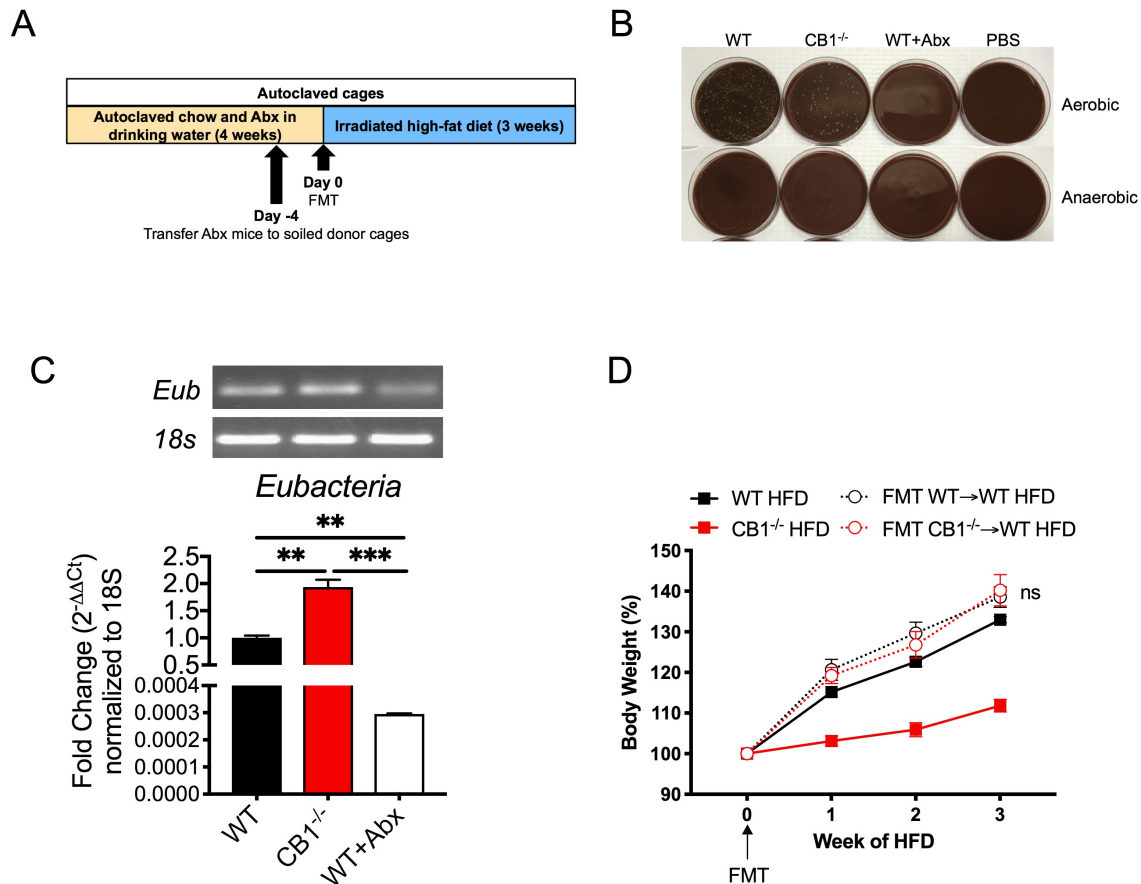 A
Autoclaved cages
Autoclaved chow and Abx in
drinking water (4 weeks)
Irradiated high-fat diet (3 weeks)
Day 0
FMT
Day -4
Transfer Abx mice to soiled donor cages
B
WT CB1-/- WT+Abx PBS
Aerobic
Anaerobic
C
Eub
18s
Eubacteria
**
** ***
Fold Change (2-ΔΔCt)
normalized to 18S
2.5
2.0
1.5
1.0
0.5
0.0004
0.0003
0.0002
0.0001
0.0000
WT
CB1-/-
WT+Abx
D
WT HFD
FMT WT→WT HFD
CB1-/- HFD
FMT CB1-/-→WT HFD
Body Weight (%)
150
140
130
120
110
100
90
ns
0 1 2 3
Week of HFD
FMT